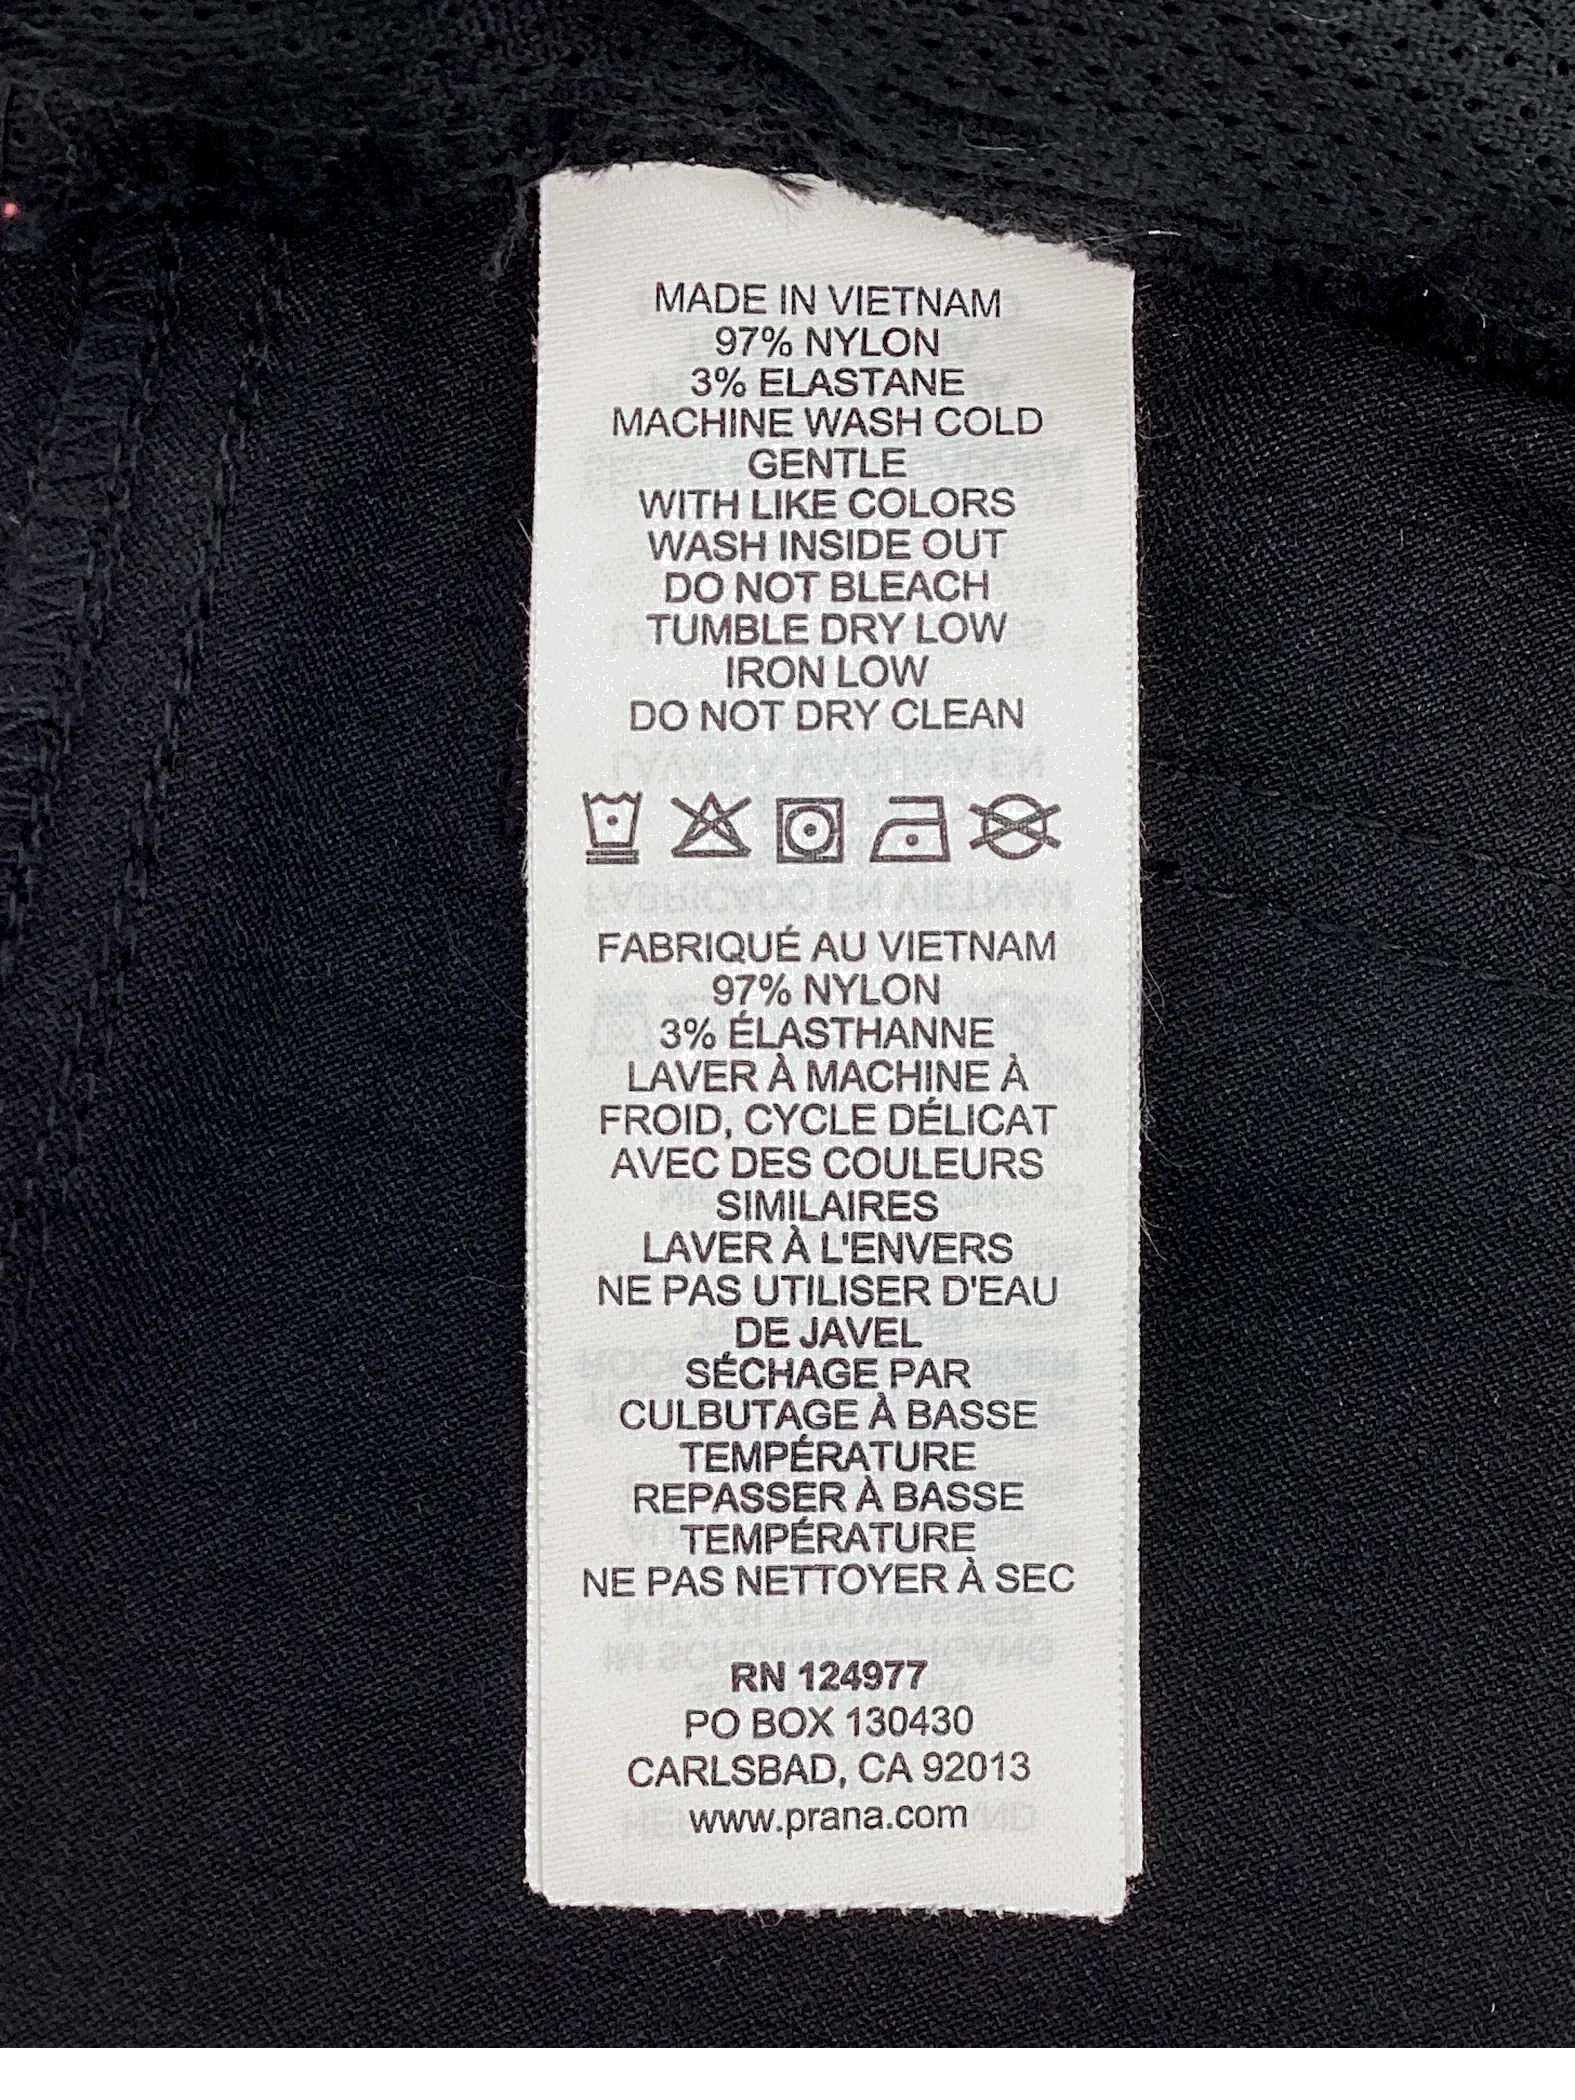 MADE IN VIETNAM
97% NYLON
3% ELASTANE
MACHINE WASH COLD
GENTLE
WITH LIKE COLORS
WASH INSIDE OUT
DO NOT BLEACH
TUMBLE DRY LOW
IRON LOW
DO NOT DRY CLEAN
FABRIQUÉ AU VIETNAM
97% NYLON
3% ÉLASTHANNE
LAVER À MACHINE À
FROID, CYCLE DÉLICAT
AVEC DES COULEURS
SIMILAIRES
LAVER À L'ENVERS
NE PAS UTILISER D'EAU
DE JAVEL
SÉCHAGE PAR
CULBUTAGE À BASSE
TEMPÉRATURE
REPASSER À BASSE
TEMPÉRATURE
NE PAS NETTOYER À SEC
RN 124977
PO BOX 130430
CARLSBAD, CA 92013
www.prana.com